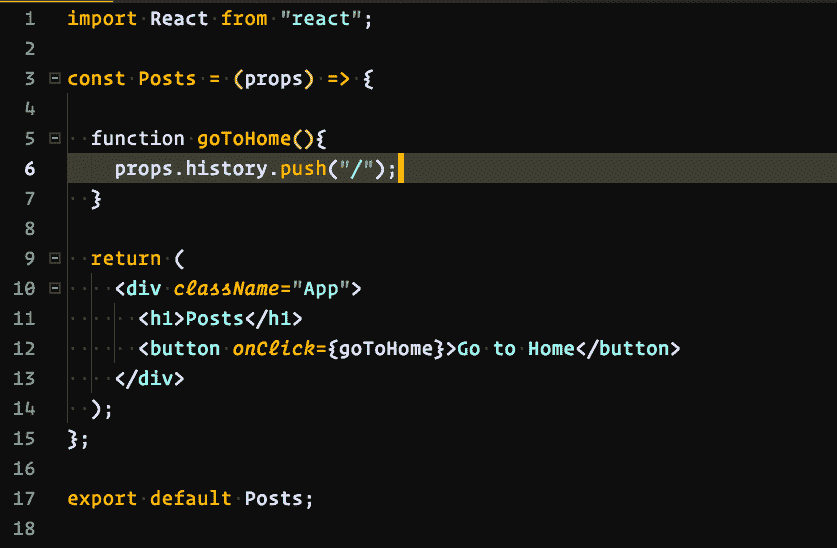 1 import React from "react";
2
3 const Posts = (props) => {
4
5   function goToHome(){
6     props.history.push("/");
7   }
8
9   return (
10     <div className="App">
11       <h1>Posts</h1>
12       <button onClick={goToHome}>Go to Home</button>
13     </div>
14   );
15 };
16
17 export default Posts;
18